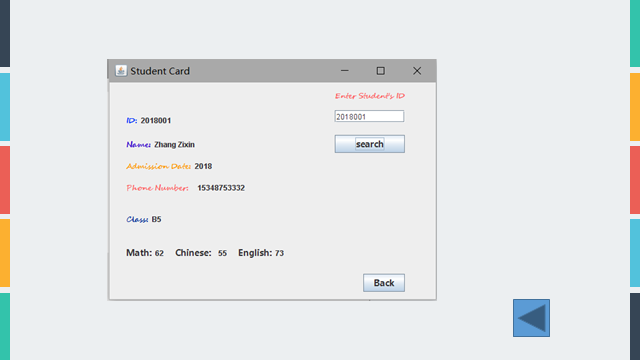 Student Card
Enter Student's ID
ID: 2018001
2018001
Name: Zhang Zixin
search
Admission Date: 2018
Phone Number: 15348753332
Class: B5
Math: 62 Chinese: 55 English: 73
Back